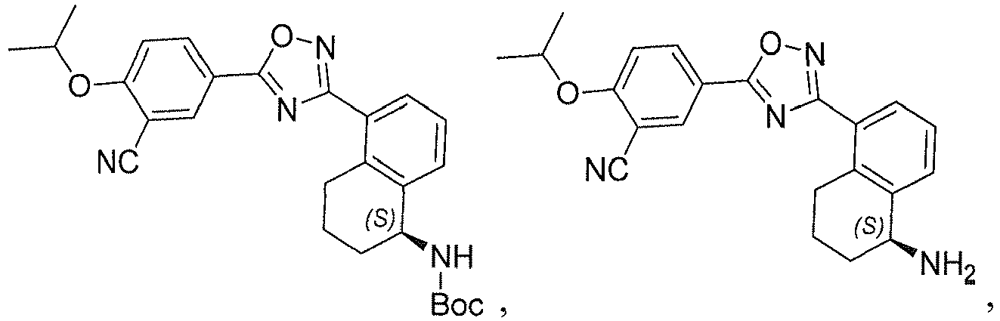 O N O N
O N O N
NC NC
(S) (S)
NH NH₂
Boc , ,